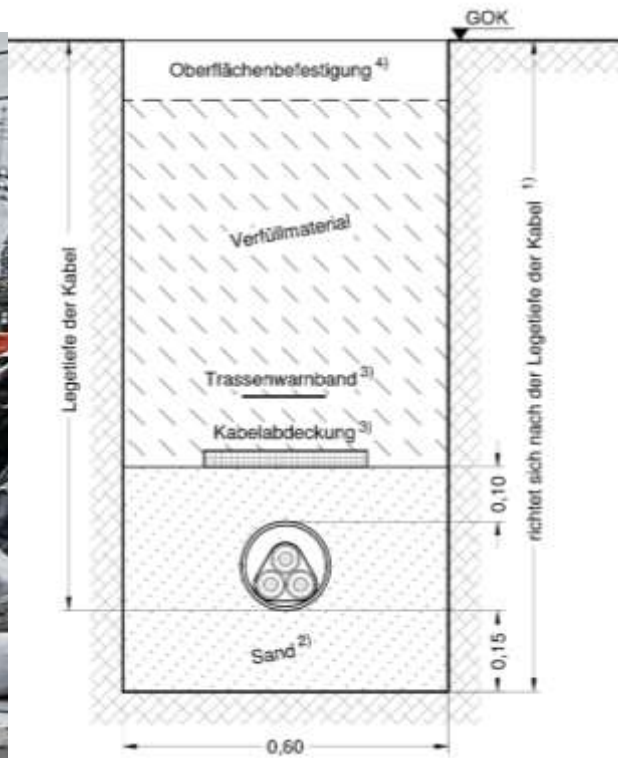 GOK
Oberflächenbefestigung 4)
Verfüllmaterial
Trassenwarnband 3)
Kabelabdeckung 3)
Sand 2)
Legetiefe der Kabel
0,10
0,15
richtet sich nach der Legetiefe der Kabel 1)
0,60